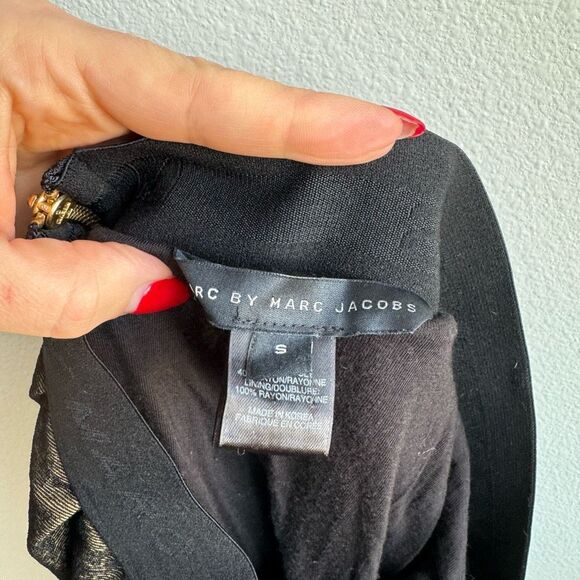 RC BY MARC JACOBS
S
LINING/DOUBLURE:
100% RAYON/RAYONNE
MADE IN KOREA
FABRIQUE EN COREE